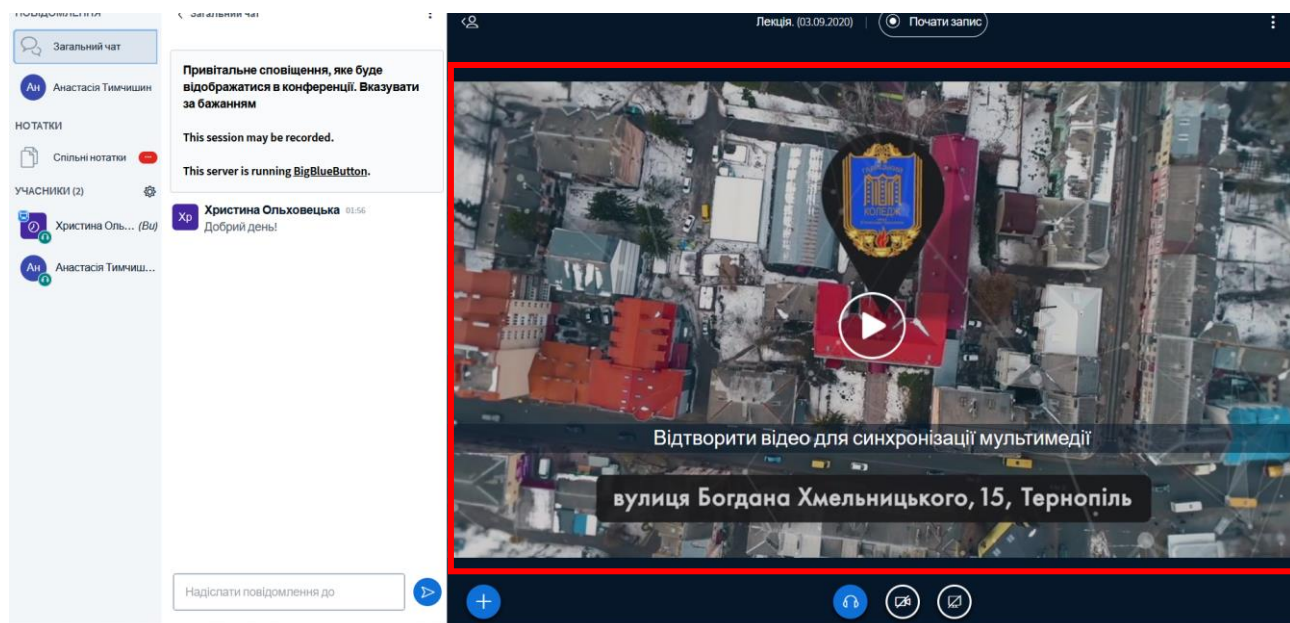 ПОВІДОМЛЕННЯ
Загальний чат
Ан Анастасія Тимчишин
НОТАТКИ
Спільні нотатки
УЧАСНИКИ (2)
Христина Оль... (Ви)
Ан Анастасія Тимчиш...
Загальний чат
Привітальне сповіщення, яке буде
відображатися в конференції. Вказувати
за бажанням
This session may be recorded.
This server is running BigBlueButton.
Хр Христина Ольховецька 01:56
Добрий день!
Надіслати повідомлення до
Лекція. (03.09.2020) | Почати запис
КОЛЕДЖ
Відтворити відео для синхронізації мультимедії
вулиця Богдана Хмельницького, 15, Тернопіль